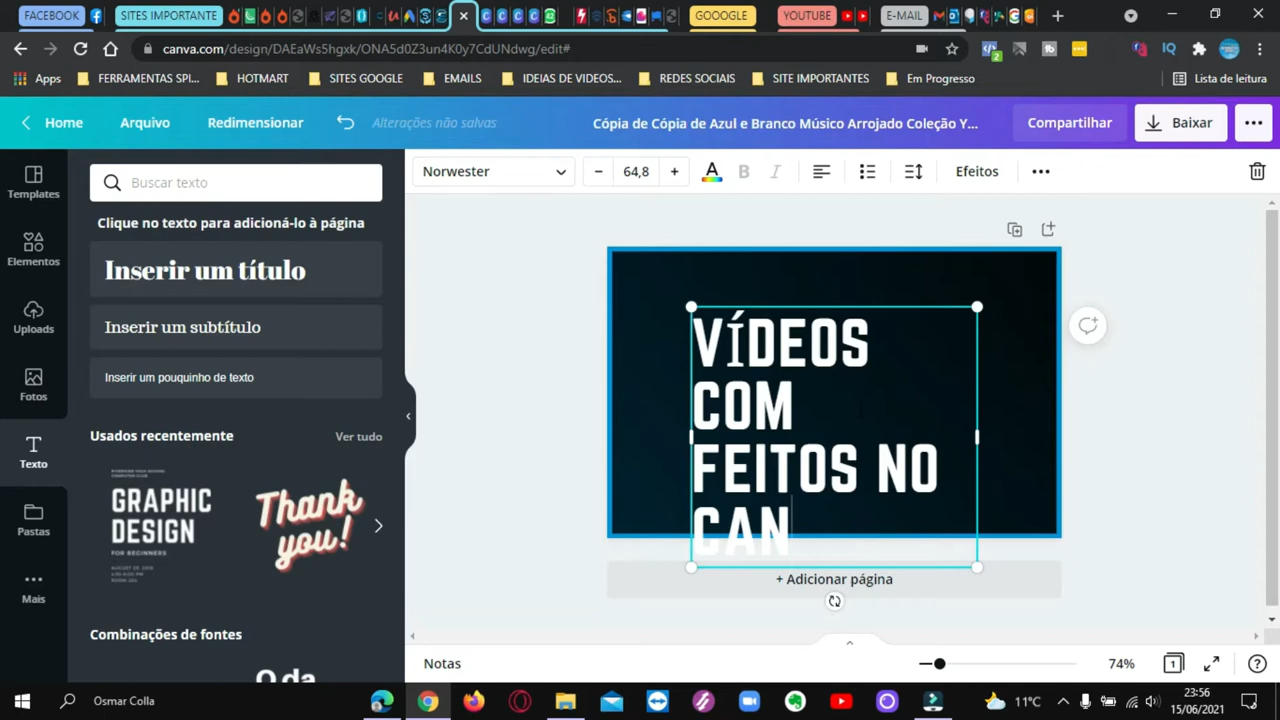 FACEBOOK
SITES IMPORTANTE
GOOOGLE
YOUTUBE
E-MAIL
canva.com/design/DAEaWs5hgxk/ONA5d0Z3un4K0y7CdUNdwg/edit#
Apps
FERRAMENTAS SPI...
HOTMART
SITES GOOGLE
EMAILS
IDEIAS DE VIDEOS...
REDES SOCIAIS
SITE IMPORTANTES
Em Progresso
Lista de leitura
Home
Arquivo
Redimensionar
Alterações não salvas
Cópia de Cópia de Azul e Branco Músico Arrojado Coleção Y...
Compartilhar
Baixar
Templates
Elementos
Uploads
Fotos
Texto
Pastas
Mais
Buscar texto
Clique no texto para adicioná-lo à página
Inserir um título
Inserir um subtítulo
Inserir um pouquinho de texto
Usados recentemente
Ver tudo
GRAPHIC
DESIGN
FOR BEGINNERS
Thank
you!
Combinações de fontes
O da
Norwester
64,8
A
B
I
Efeitos
VÍDEOS
COM
FEITOS NO
CAN
+ Adicionar página
Notas
74%
1
Osmar Colla
11°C
23:56
15/06/2021